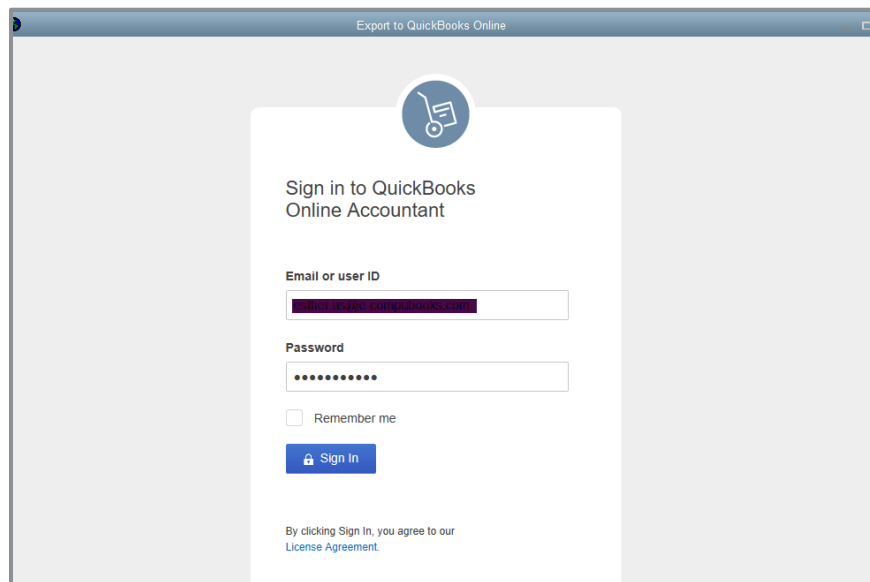 Export to QuickBooks Online
Sign in to QuickBooks
Online Accountant
Email or user ID
Password
•••••••••••
Remember me
Sign In
By clicking Sign In, you agree to our
License Agreement.